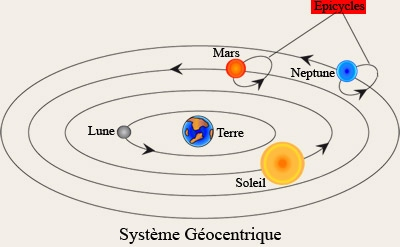 Epicycles
Mars
Neptune
Lune
Terre
Soleil
Système Géocentrique